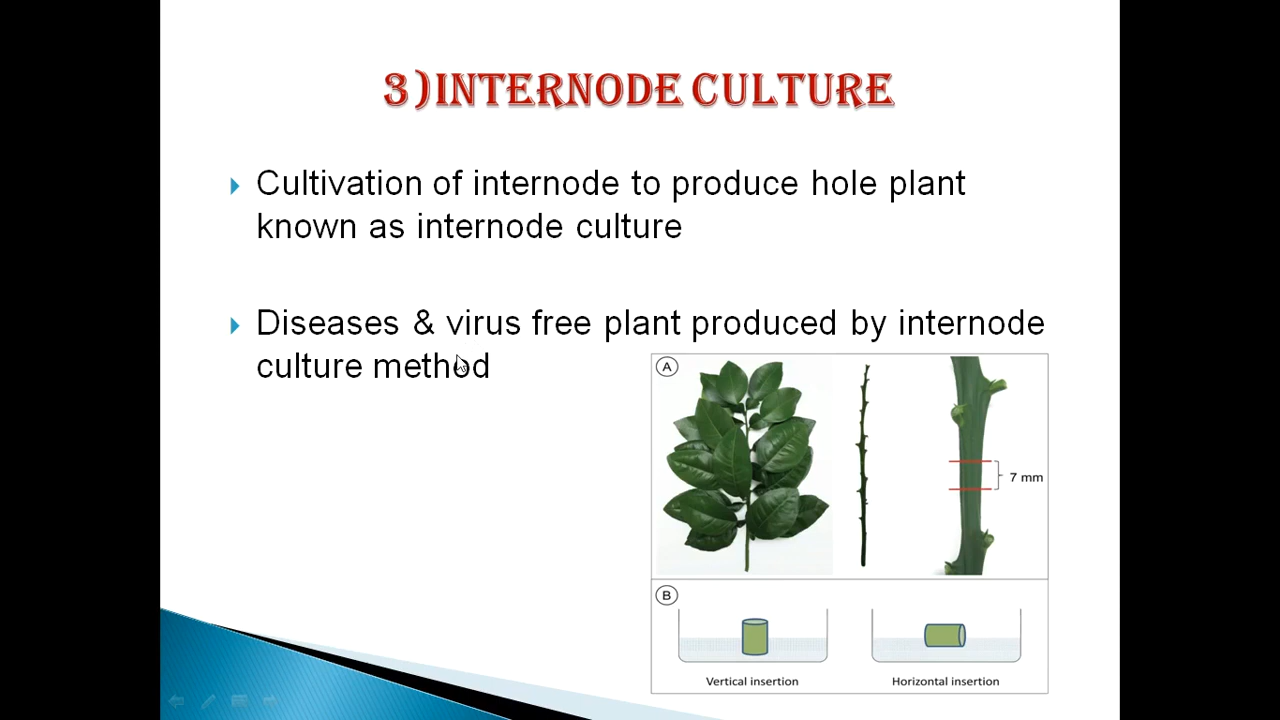 3)INTERNODE CULTURE
Cultivation of internode to produce hole plant
known as internode culture
Diseases & virus free plant produced by internode
culture method
A
7 mm
B
Vertical insertion
Horizontal insertion